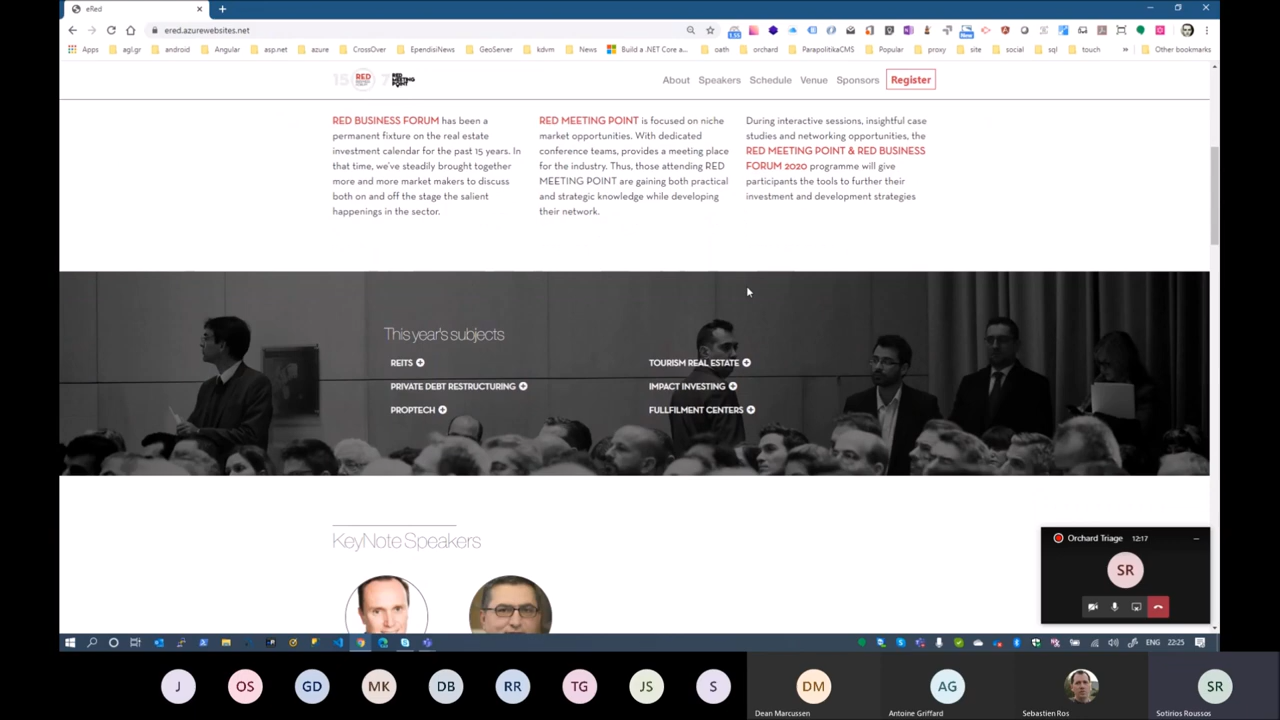 eRed
ered.azurewebsites.net
1.55
New
Apps
agl.gr
android
Angular
asp.net
azure
CrossOver
EpendisiNews
GeoServer
kdvm
News
Build a .NET Core a...
oath
orchard
ParapolitikaCMS
Popular
proxy
site
social
sql
touch
»
Other bookmarks
15
RED
7
RED
MEETING
POINT
About
Speakers
Schedule
Venue
Sponsors
Register
RED BUSINESS FORUM has been a
permanent fixture on the real estate
investment calendar for the past 15 years. In
that time, we've steadily brought together
more and more market makers to discuss
both on and off the stage the salient
happenings in the sector.
RED MEETING POINT is focused on niche
market opportunities. With dedicated
conference teams, provides a meeting place
for the industry. Thus, those attending RED
MEETING POINT are gaining both practical
and strategic knowledge while developing
their network.
During interactive sessions, insightful case
studies and networking opportunities, the
RED MEETING POINT & RED BUSINESS
FORUM 2020 programme will give
participants the tools to further their
investment and development strategies
This year's subjects
REITS
PRIVATE DEBT RESTRUCTURING
PROPTECH
TOURISM REAL ESTATE
IMPACT INVESTING
FULLFILMENT CENTERS
KeyNote Speakers
Orchard Triage 12:17
SR
ENG 22:25
J
OS
GD
MK
DB
RR
TG
JS
S
DM
Dean Marcussen
AG
Antoine Griffard
Sebastien Ros
SR
Sotirios Roussos